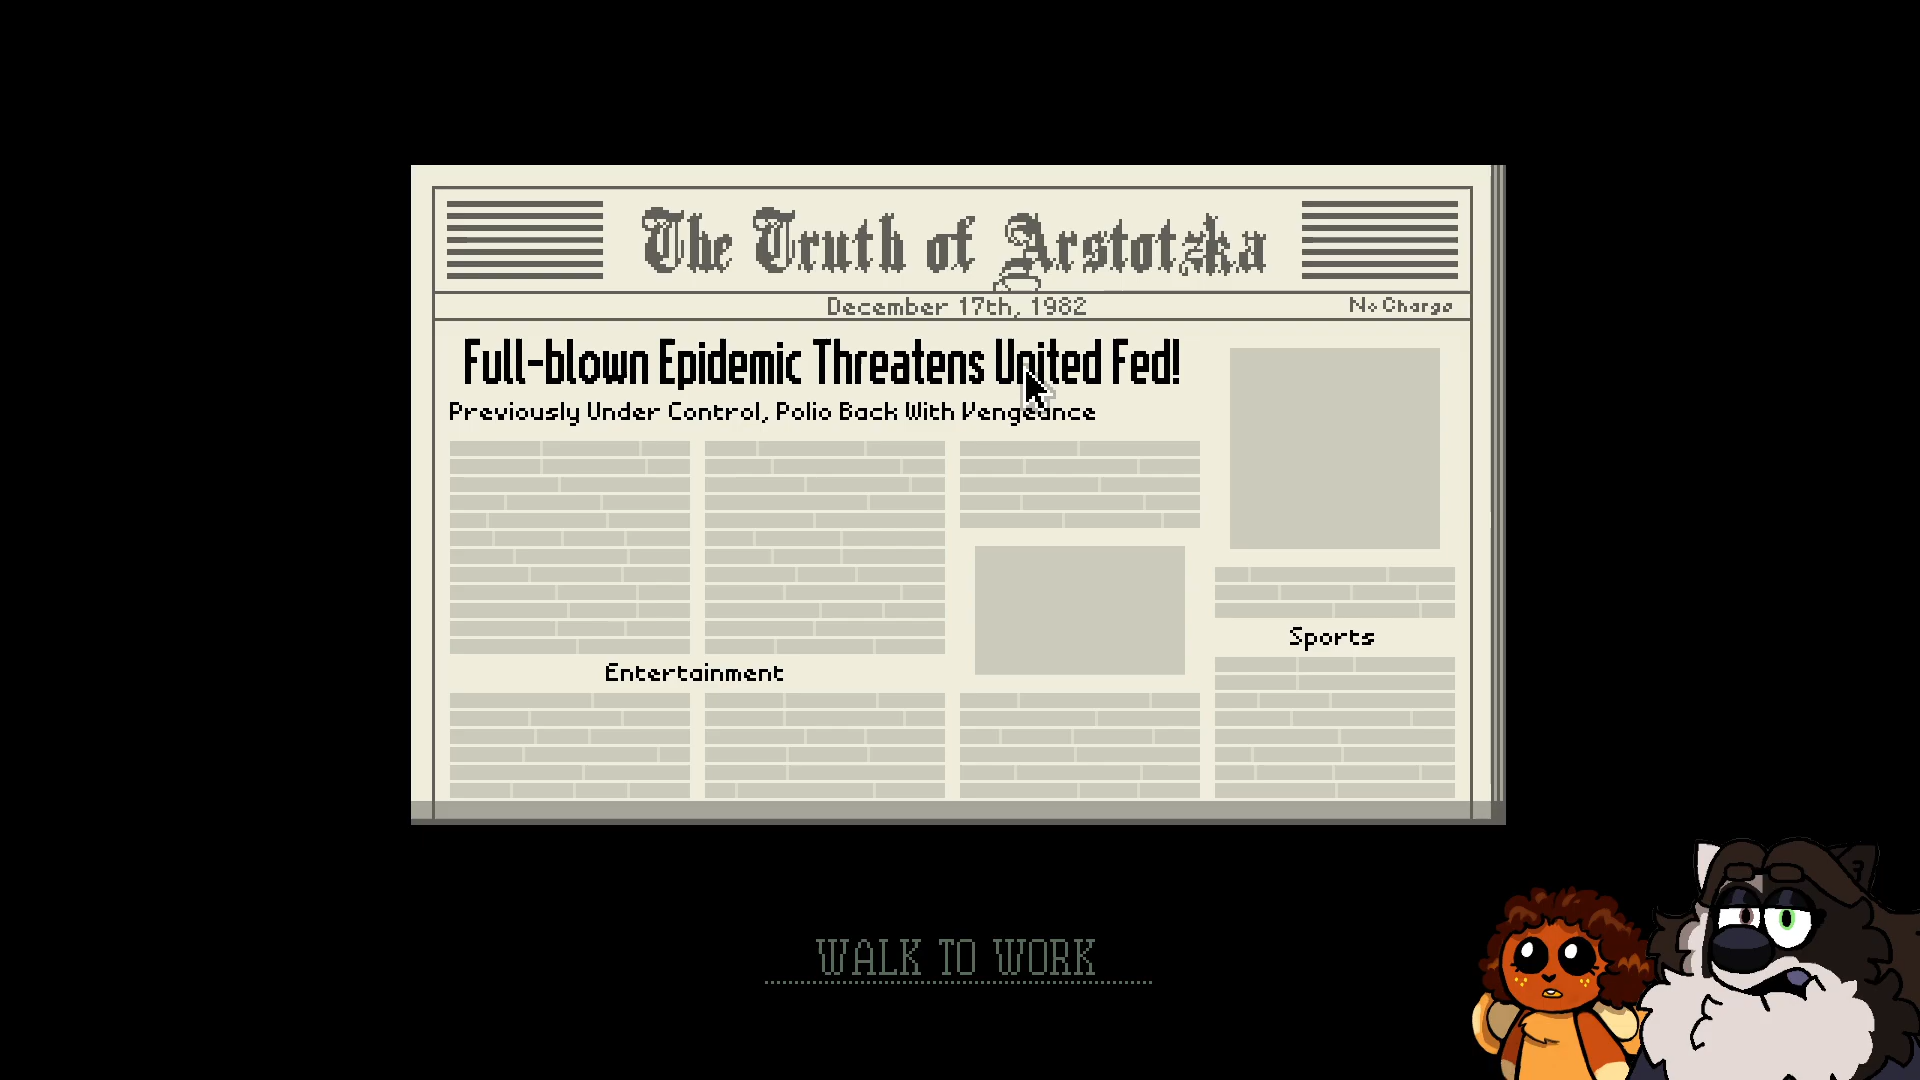 The Truth of Arstotzka
December 17th, 1982
No Charge
Full-blown Epidemic Threatens United Fed!
Previously Under Control, Polio Back With Vengeance
Sports
Entertainment
WALK TO WORK